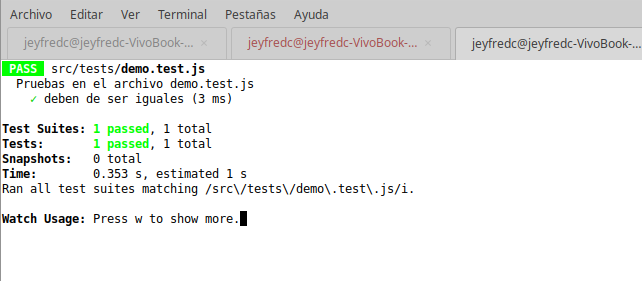 Archivo Editar Ver Terminal Pestañas Ayuda
jeyfredc@jeyfredc-VivoBook-... × jeyfredc@jeyfredc-VivoBook-... × jeyfredc@jeyfredc-VivoBook-...
PASS src/tests/demo.test.js
Pruebas en el archivo demo.test.js
✓ deben de ser iguales (3 ms)
Test Suites: 1 passed, 1 total
Tests: 1 passed, 1 total
Snapshots: 0 total
Time: 0.353 s, estimated 1 s
Ran all test suites matching /src\/tests\/demo\.test\.js/i.
Watch Usage: Press w to show more.